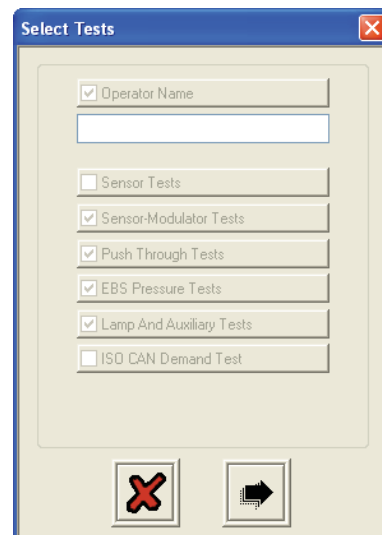 Select Tests
Operator Name
Sensor Tests
Sensor-Modulator Tests
Push Through Tests
EBS Pressure Tests
Lamp And Auxiliary Tests
ISO CAN Demand Test